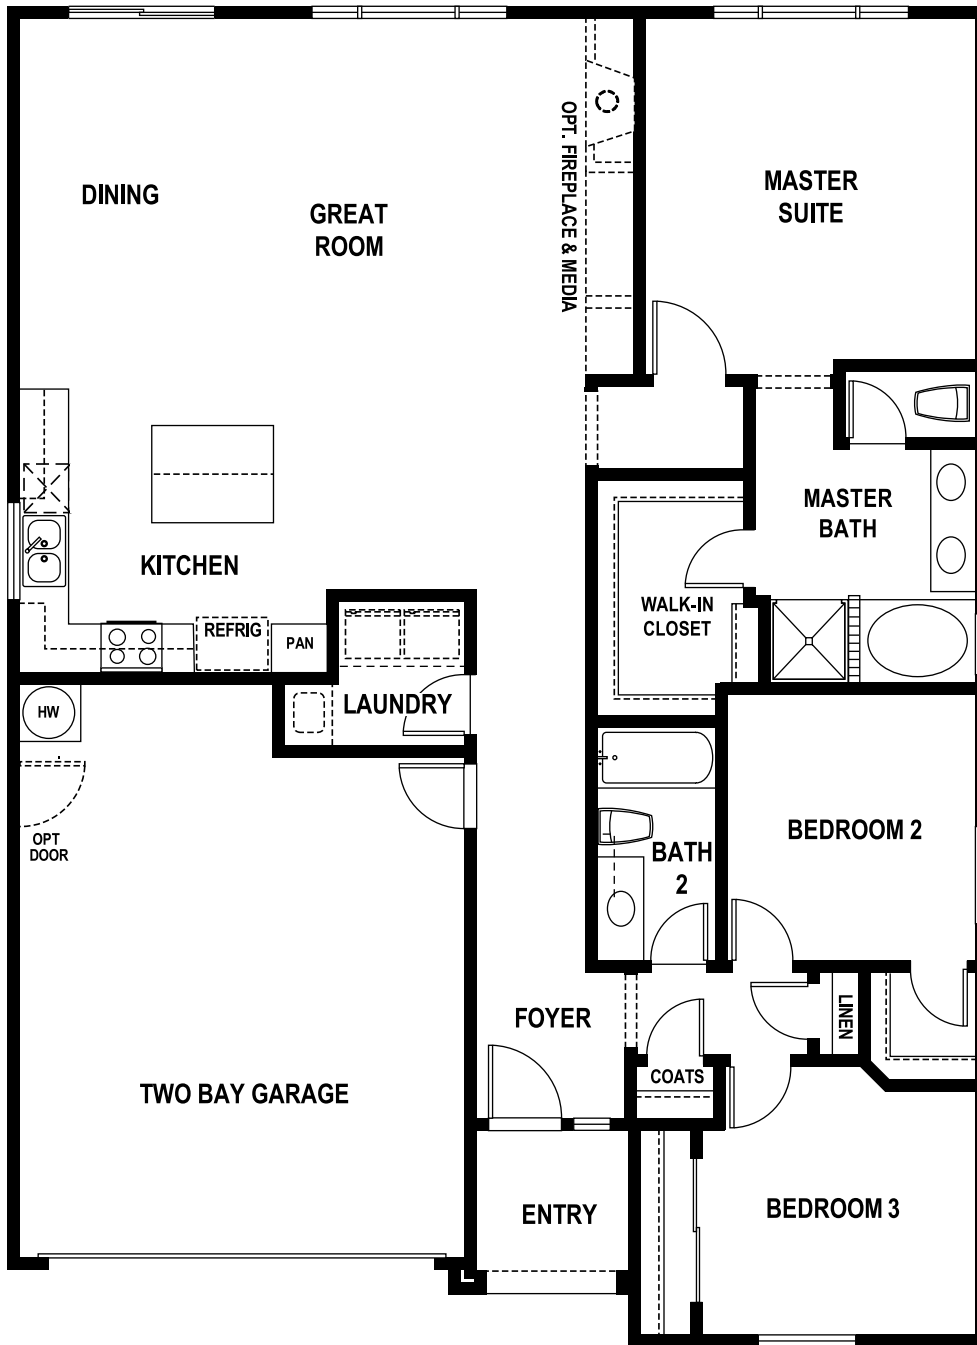 DINING
GREAT
ROOM
OPT. FIREPLACE & MEDIA
MASTER
SUITE
MASTER
BATH
KITCHEN
WALK-IN
CLOSET
REFRIG
PAN
LAUNDRY
HW
OPT
DOOR
BEDROOM 2
BATH
2
FOYER
LINEN
COATS
TWO BAY GARAGE
ENTRY
BEDROOM 3